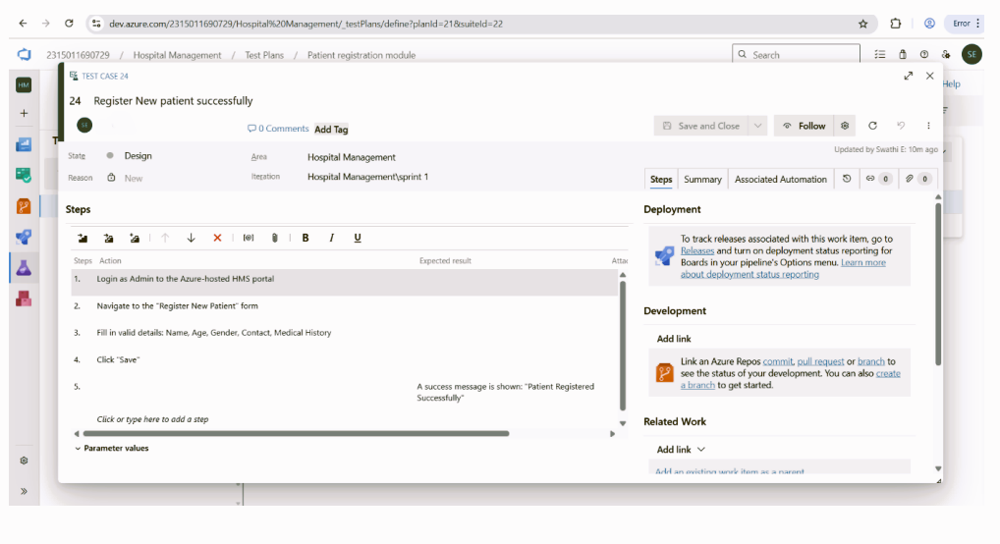 dev.azure.com/2315011690729/Hospital%20Management/_testPlans/define?planId=21&suiteId=22
Error
2315011690729 / Hospital Management / Test Plans / Patient registration module
Search
SE
HM
Help
TEST CASE 24
24 Register New patient successfully
SE
0 Comments Add Tag
Save and Close
Follow
State Design
Area Hospital Management
Updated by Swathi E: 10m ago
Reason New
Iteration Hospital Management\sprint 1
Steps Summary Associated Automation 0 0
Steps
B I U
Steps Action Expected result Attac
1. Login as Admin to the Azure-hosted HMS portal
2. Navigate to the "Register New Patient" form
3. Fill in valid details: Name, Age, Gender, Contact, Medical History
4. Click "Save"
5. A success message is shown: "Patient Registered
Successfully"
Click or type here to add a step
Parameter values
Deployment
To track releases associated with this work item, go to
Releases and turn on deployment status reporting for
Boards in your pipeline's Options menu. Learn more
about deployment status reporting
Development
Add link
Link an Azure Repos commit, pull request or branch to
see the status of your development. You can also create
a branch to get started.
Related Work
Add link
Add an existing work item as a parent